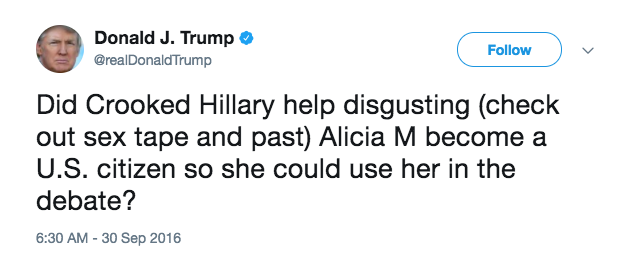 Donald J. Trump
@realDonaldTrump
Follow
Did Crooked Hillary help disgusting (check
out sex tape and past) Alicia M become a
U.S. citizen so she could use her in the
debate?
6:30 AM - 30 Sep 2016